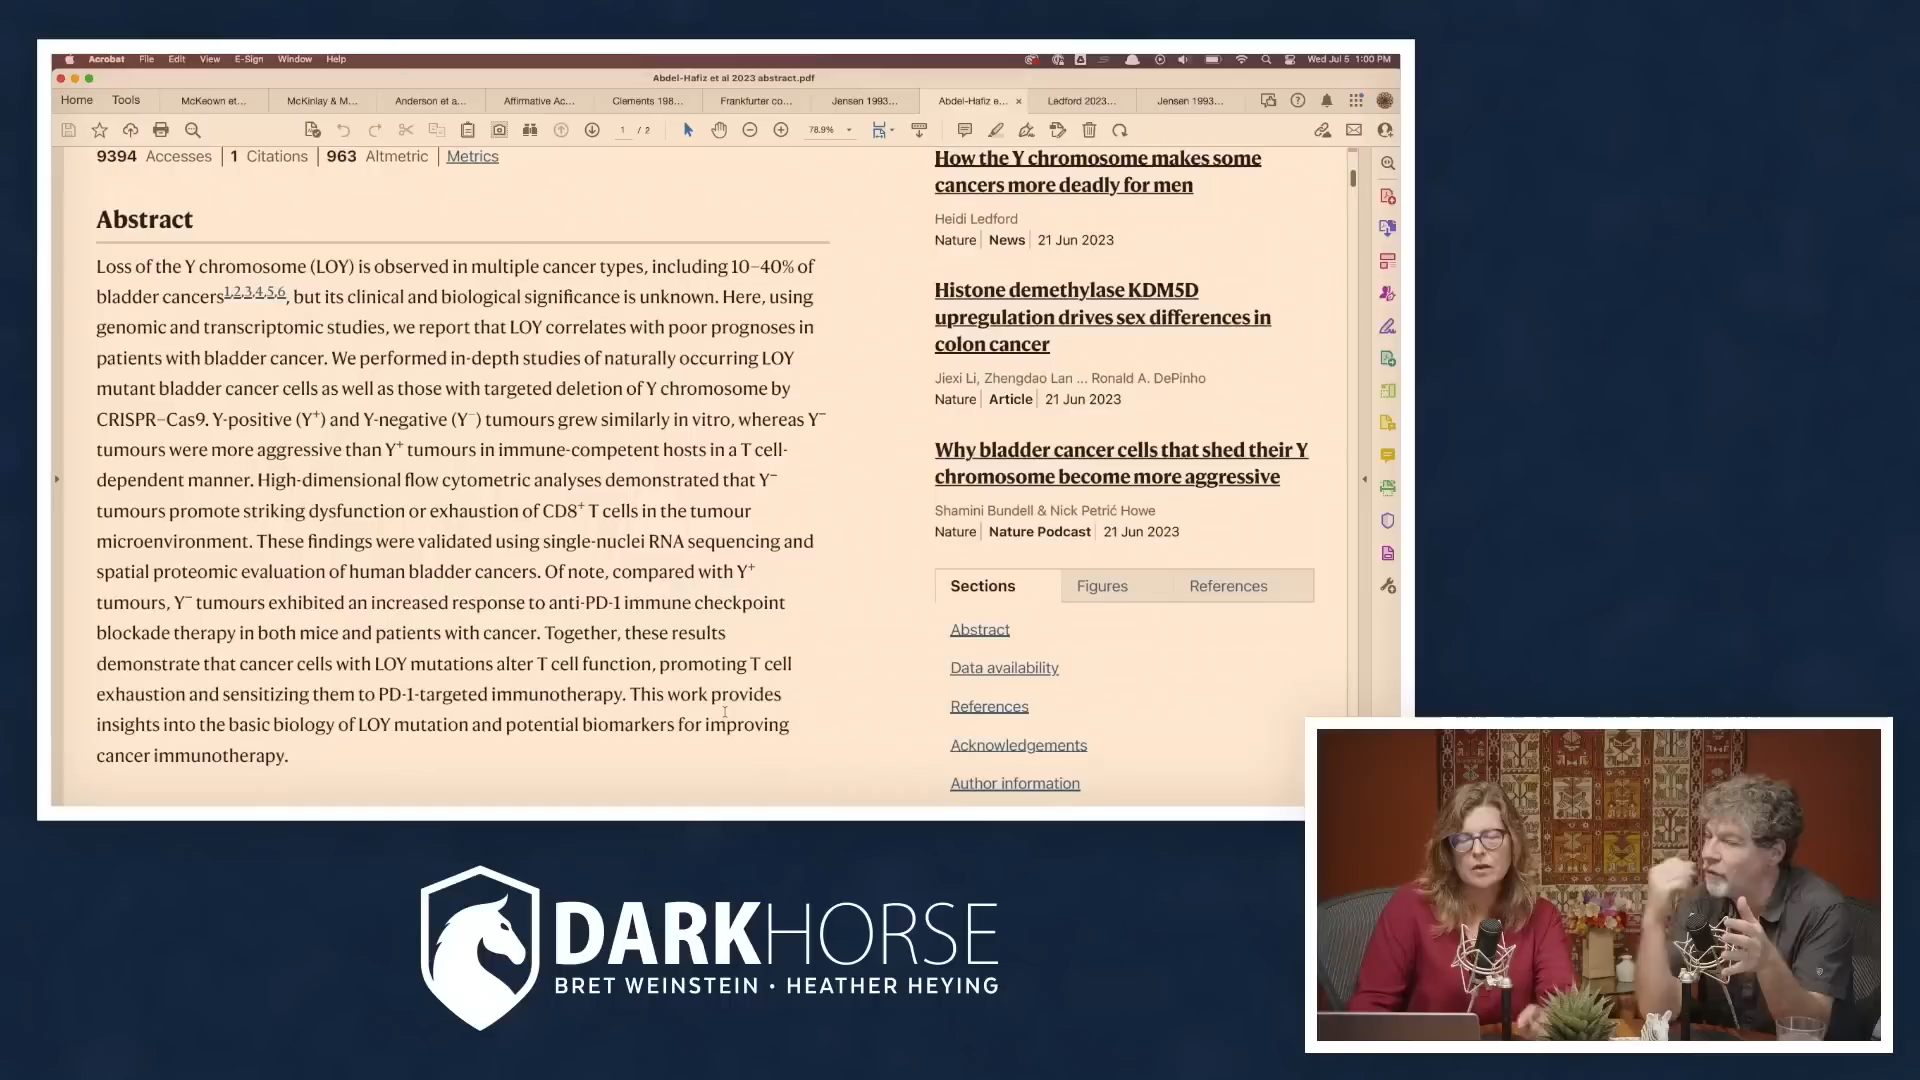 Acrobat File Edit View E-Sign Window Help Wed Jul 5 1:00 PM
Abdel-Hafiz et al 2023 abstract.pdf
Home Tools McKeown et... McKinlay & M... Anderson et a... Affirmative Ac... Clements 198... Frankfurter co... Jensen 1993... Abdel-Hafiz e... × Ledford 2023... Jensen 1993...
1 / 2 78.9%
9394 Accesses | 1 Citations | 963 Altmetric | Metrics
Abstract
Loss of the Y chromosome (LOY) is observed in multiple cancer types, including 10–40% of
bladder cancers1,2,3,4,5,6, but its clinical and biological significance is unknown. Here, using
genomic and transcriptomic studies, we report that LOY correlates with poor prognoses in
patients with bladder cancer. We performed in-depth studies of naturally occurring LOY
mutant bladder cancer cells as well as those with targeted deletion of Y chromosome by
CRISPR–Cas9. Y-positive (Y⁺) and Y-negative (Y⁻) tumours grew similarly in vitro, whereas Y⁻
tumours were more aggressive than Y⁺ tumours in immune-competent hosts in a T cell-
dependent manner. High-dimensional flow cytometric analyses demonstrated that Y⁻
tumours promote striking dysfunction or exhaustion of CD8⁺ T cells in the tumour
microenvironment. These findings were validated using single-nuclei RNA sequencing and
spatial proteomic evaluation of human bladder cancers. Of note, compared with Y⁺
tumours, Y⁻ tumours exhibited an increased response to anti-PD-1 immune checkpoint
blockade therapy in both mice and patients with cancer. Together, these results
demonstrate that cancer cells with LOY mutations alter T cell function, promoting T cell
exhaustion and sensitizing them to PD-1-targeted immunotherapy. This work provides
insights into the basic biology of LOY mutation and potential biomarkers for improving
cancer immunotherapy.
How the Y chromosome makes some
cancers more deadly for men
Heidi Ledford
Nature | News | 21 Jun 2023
Histone demethylase KDM5D
upregulation drives sex differences in
colon cancer
Jiexi Li, Zhengdao Lan ... Ronald A. DePinho
Nature | Article | 21 Jun 2023
Why bladder cancer cells that shed their Y
chromosome become more aggressive
Shamini Bundell & Nick Petrić Howe
Nature | Nature Podcast | 21 Jun 2023
Sections Figures References
Abstract
Data availability
References
Acknowledgements
Author information
DARKHORSE
BRET WEINSTEIN • HEATHER HEYING